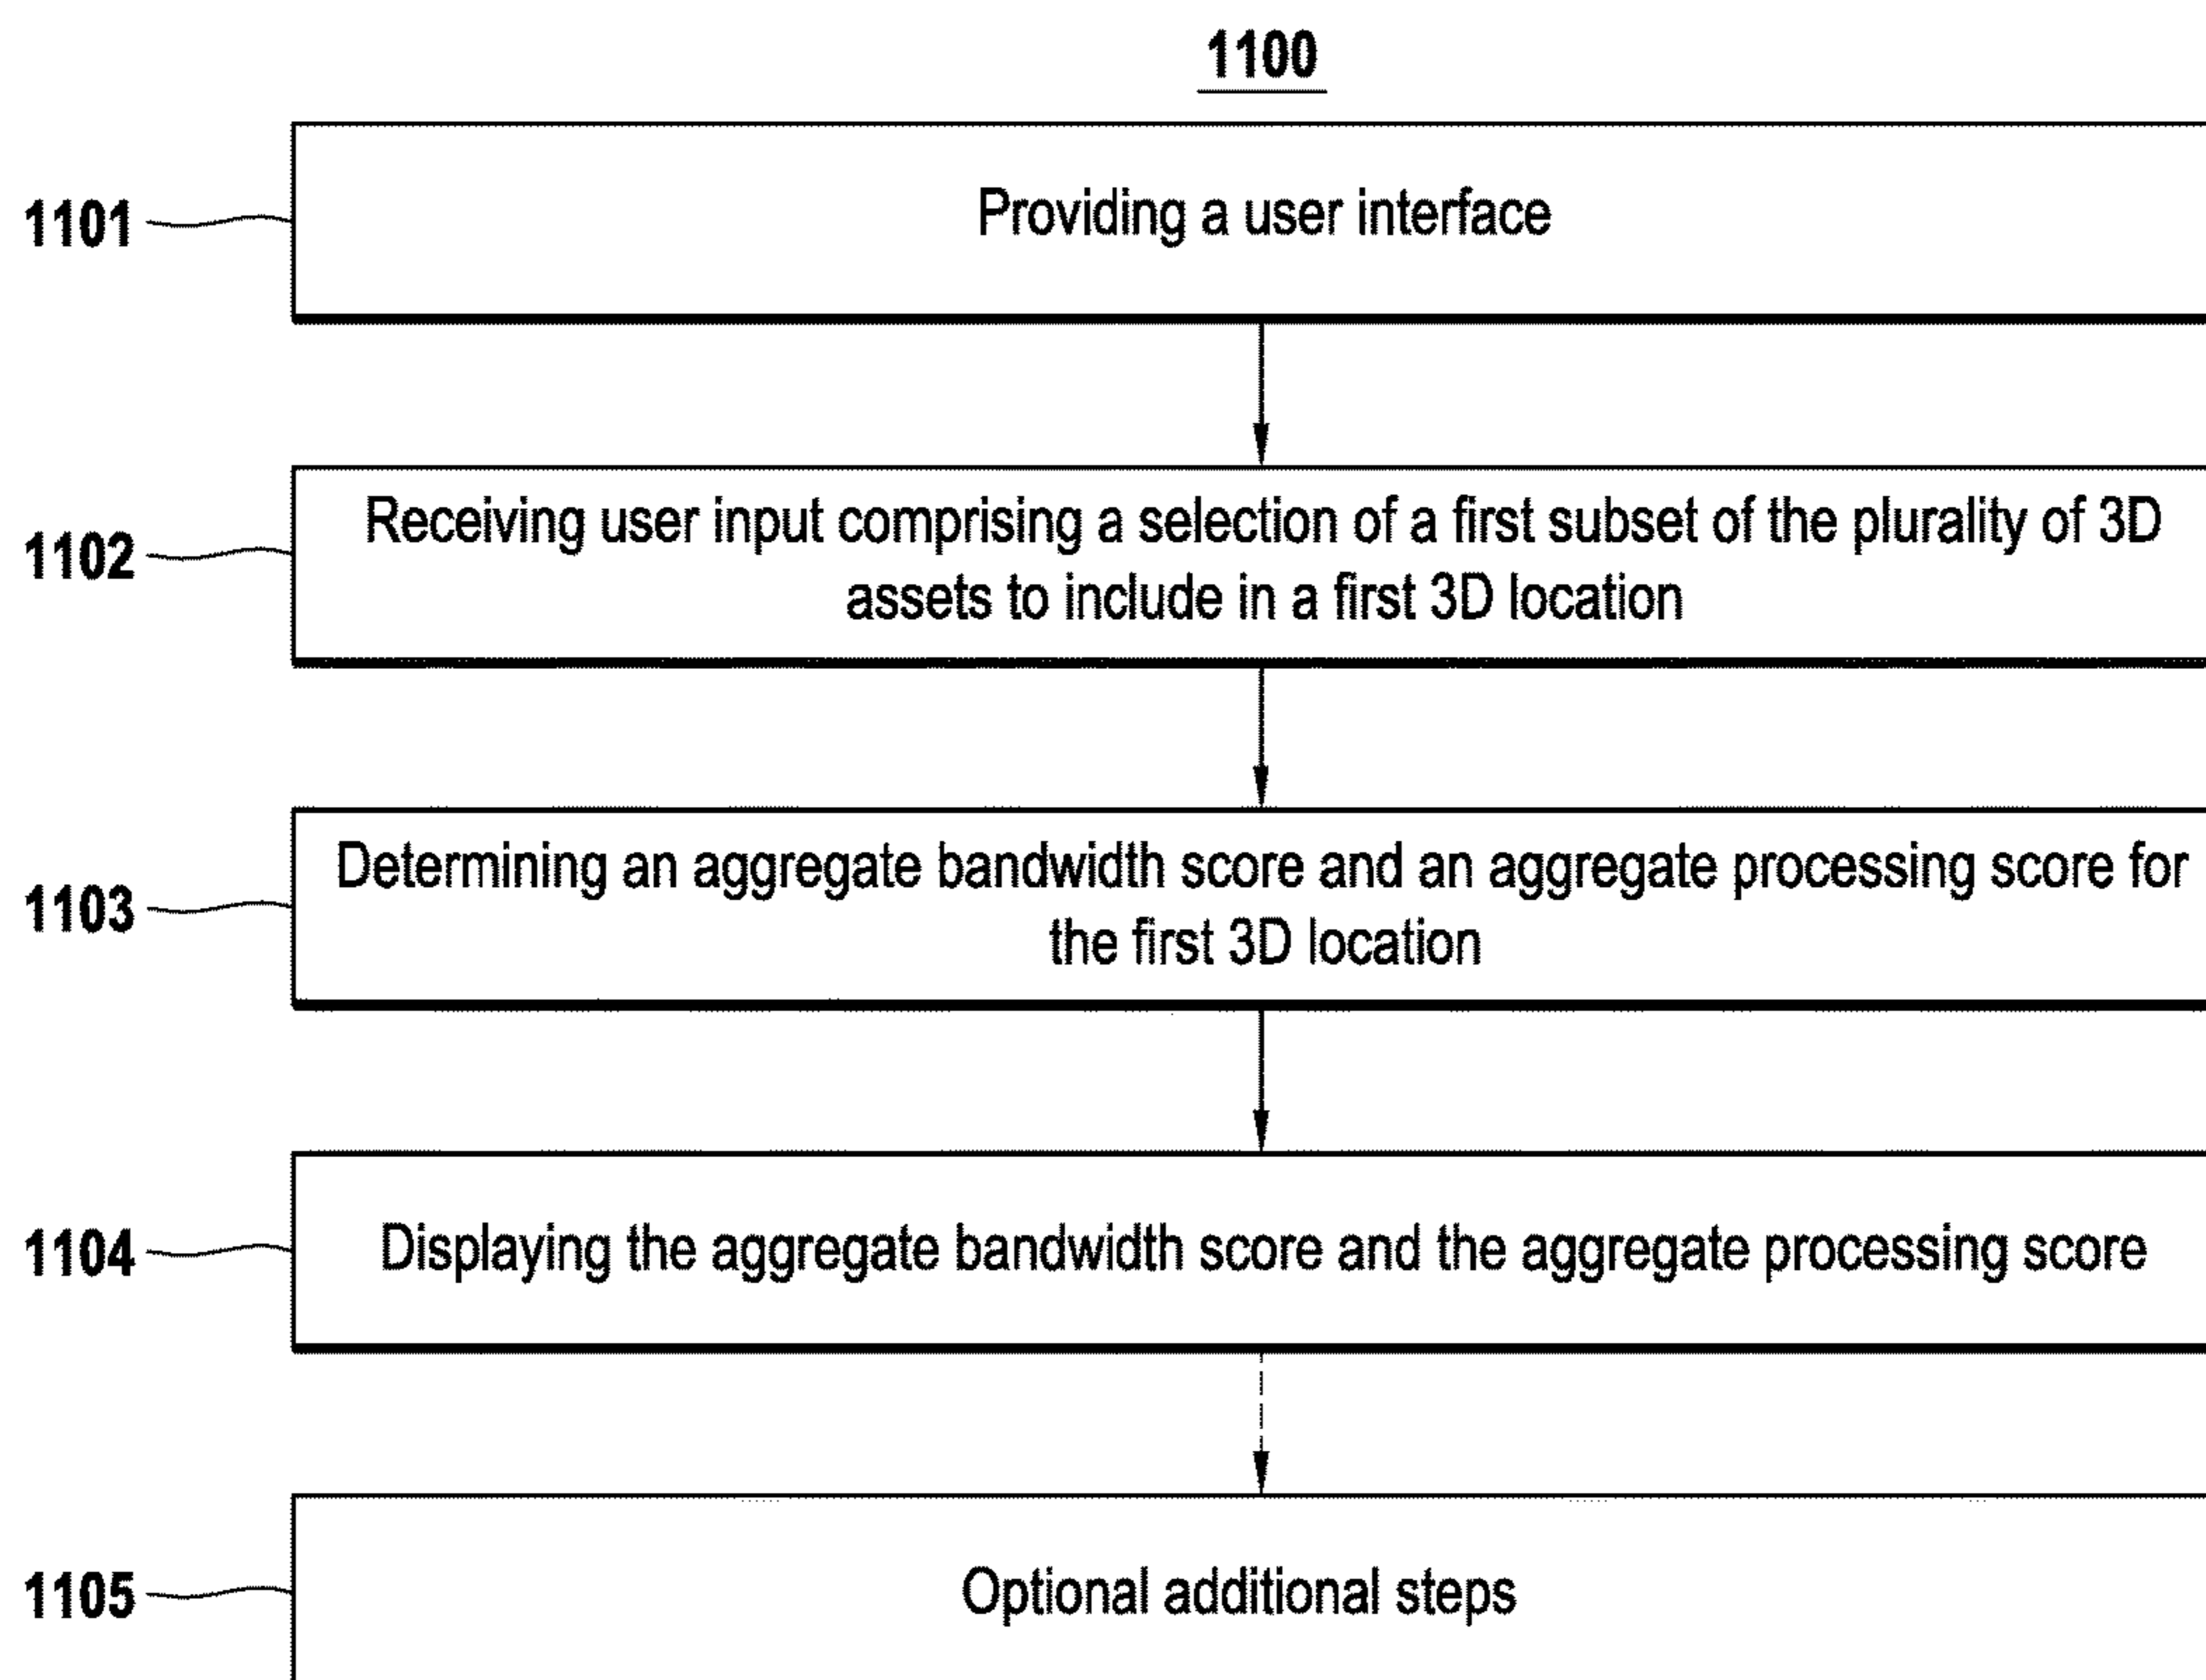 1100
1101
Providing a user interface
1102
Receiving user input comprising a selection of a first subset of the plurality of 3D
assets to include in a first 3D location
1103
Determining an aggregate bandwidth score and an aggregate processing score for
the first 3D location
1104
Displaying the aggregate bandwidth score and the aggregate processing score
1105
Optional additional steps